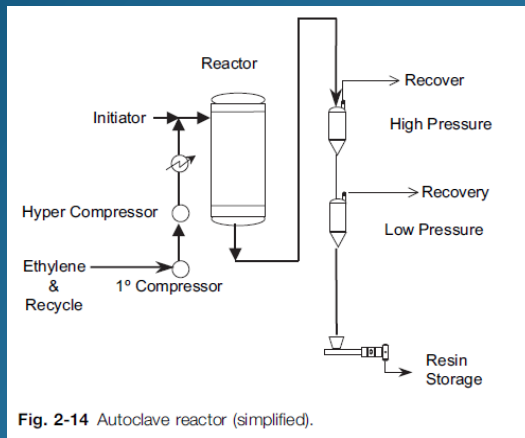 Reactor
Recover
Initiator
High Pressure
Recovery
Hyper Compressor
Low Pressure
Ethylene
&
Recycle
1º Compressor
Resin
Storage
Fig. 2-14 Autoclave reactor (simplified).